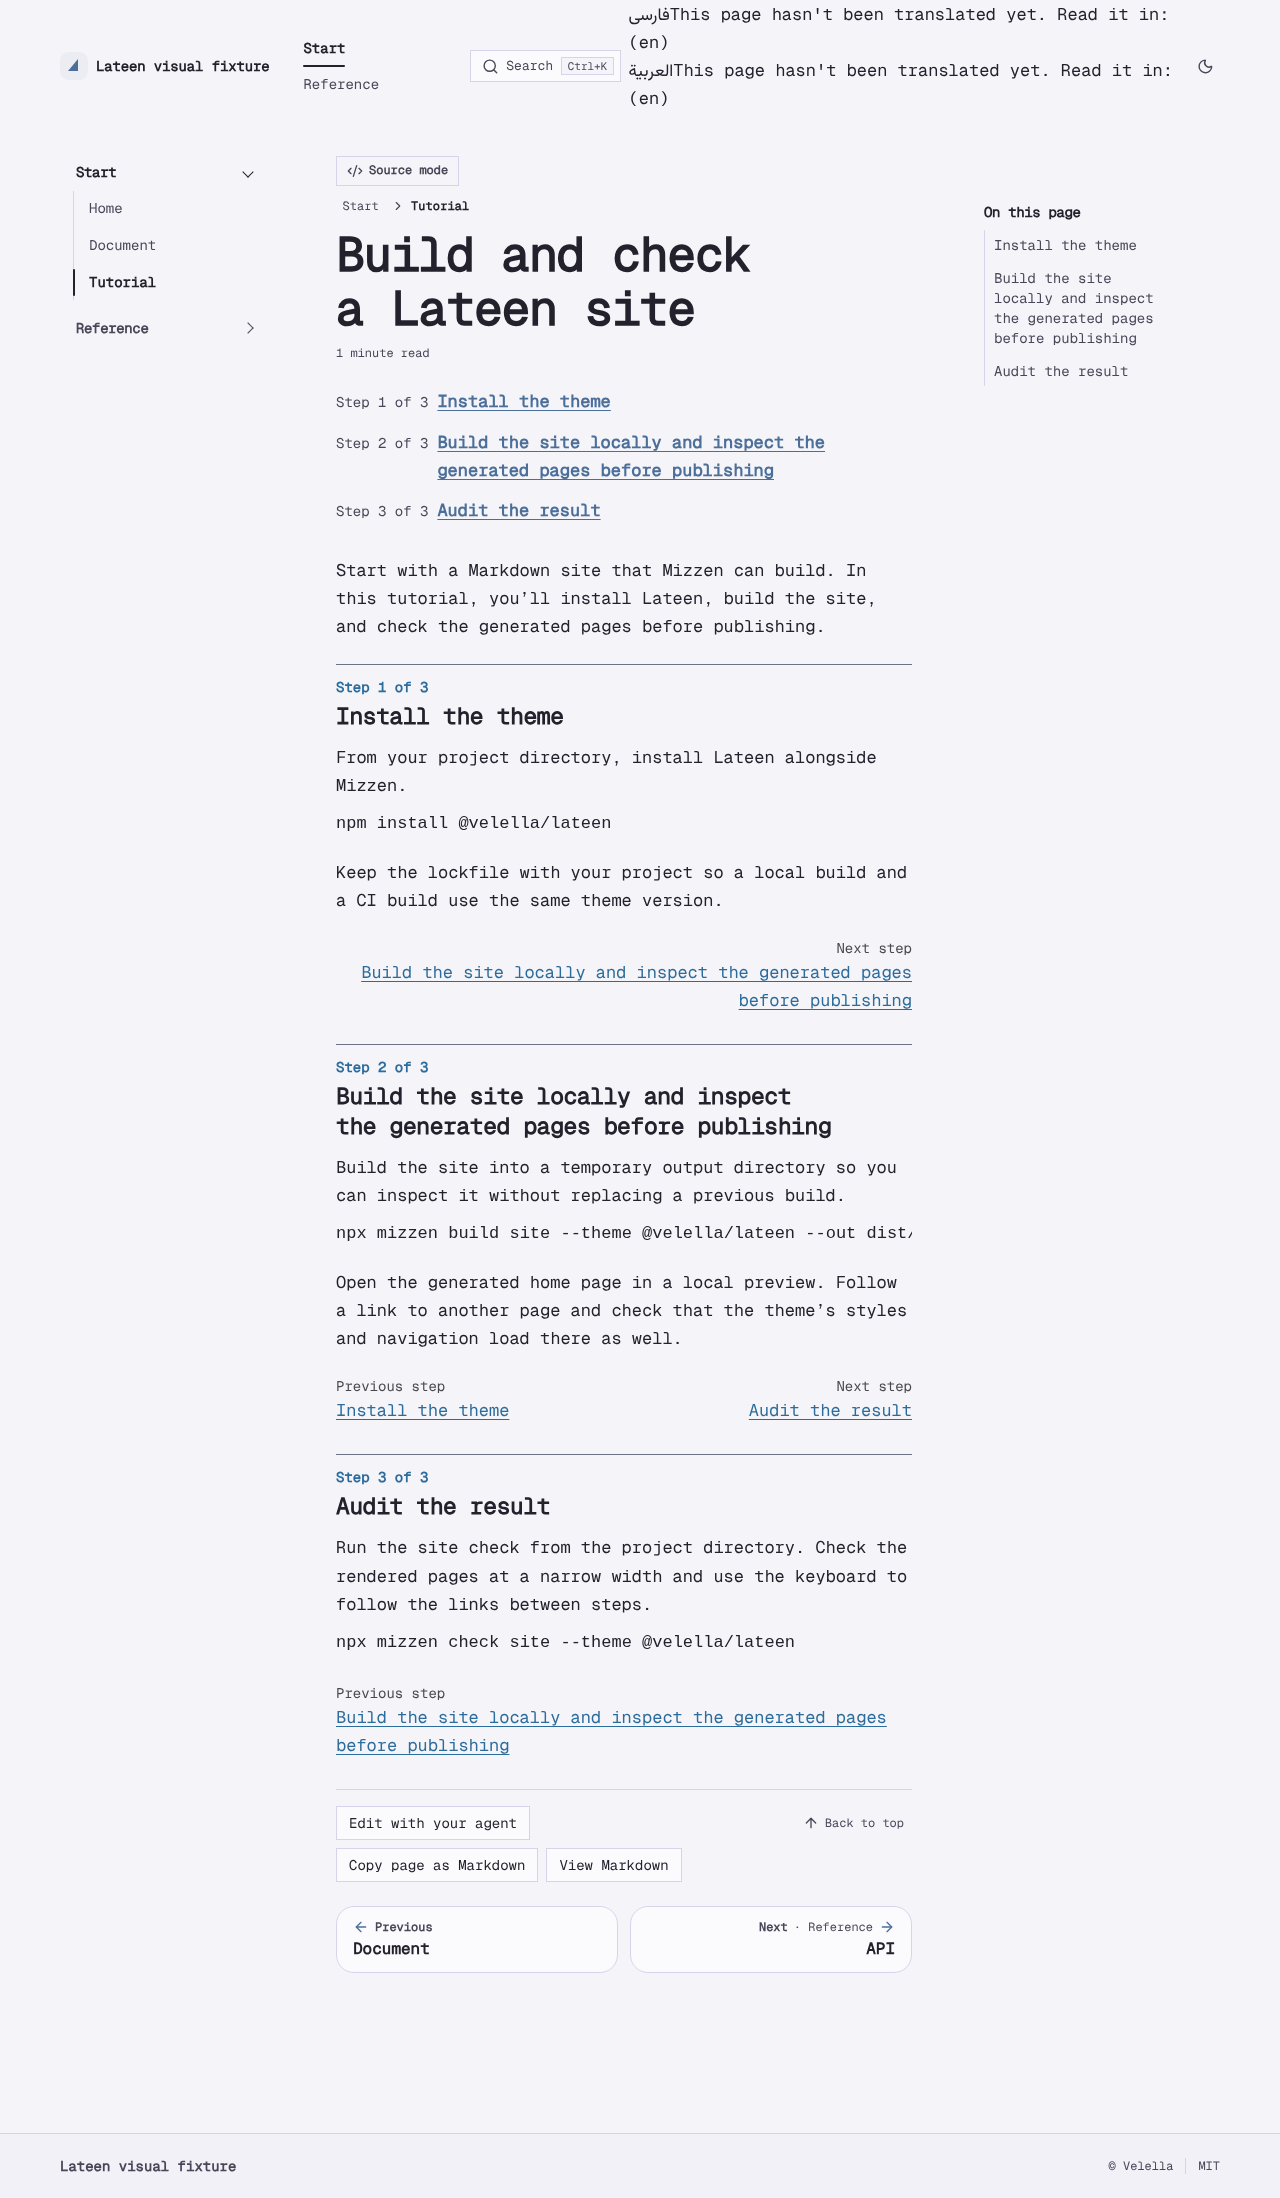 Lateen visual fixture
Start
Reference
Search Ctrl+K
فارسیThis page hasn't been translated yet. Read it in:
(en)
العربيةThis page hasn't been translated yet. Read it in:
(en)
Start
Home
Document
Tutorial
Reference
Source mode
Start > Tutorial
Build and check
a Lateen site
1 minute read
Step 1 of 3 Install the theme
Step 2 of 3 Build the site locally and inspect the
generated pages before publishing
Step 3 of 3 Audit the result
Start with a Markdown site that Mizzen can build. In
this tutorial, you’ll install Lateen, build the site,
and check the generated pages before publishing.
Step 1 of 3
Install the theme
From your project directory, install Lateen alongside
Mizzen.
npm install @velella/lateen
Keep the lockfile with your project so a local build and
a CI build use the same theme version.
Next step
Build the site locally and inspect the generated pages
before publishing
Step 2 of 3
Build the site locally and inspect
the generated pages before publishing
Build the site into a temporary output directory so you
can inspect it without replacing a previous build.
npx mizzen build site --theme @velella/lateen --out dist/
Open the generated home page in a local preview. Follow
a link to another page and check that the theme’s styles
and navigation load there as well.
Previous step
Install the theme
Next step
Audit the result
Step 3 of 3
Audit the result
Run the site check from the project directory. Check the
rendered pages at a narrow width and use the keyboard to
follow the links between steps.
npx mizzen check site --theme @velella/lateen
Previous step
Build the site locally and inspect the generated pages
before publishing
Edit with your agent
Back to top
Copy page as Markdown
View Markdown
Previous
Document
Next · Reference
API
On this page
Install the theme
Build the site
locally and inspect
the generated pages
before publishing
Audit the result
Lateen visual fixture
© Velella
MIT